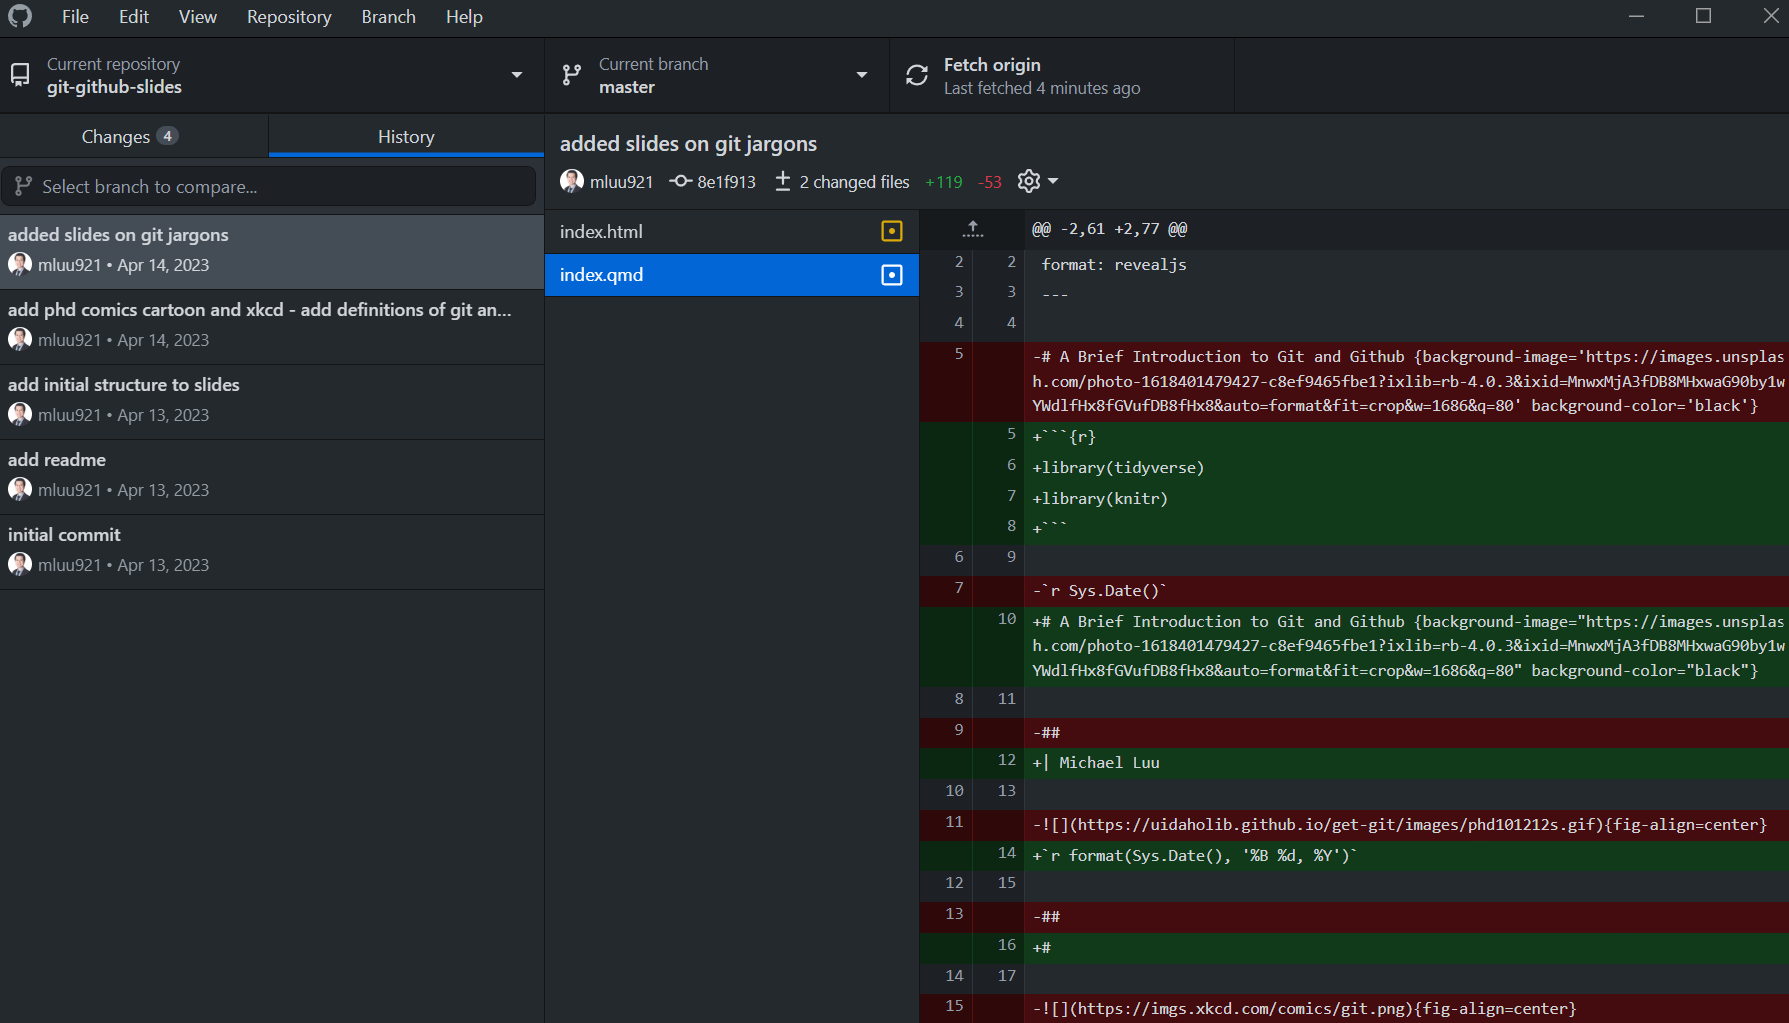 File Edit View Repository Branch Help
Current repository
git-github-slides
Current branch
master
Fetch origin
Last fetched 4 minutes ago
Changes 4
History
Select branch to compare...
added slides on git jargons
mluu921 • Apr 14, 2023
add phd comics cartoon and xkcd - add definitions of git an...
mluu921 • Apr 14, 2023
add initial structure to slides
mluu921 • Apr 13, 2023
add readme
mluu921 • Apr 13, 2023
initial commit
mluu921 • Apr 13, 2023
added slides on git jargons
mluu921 8e1f913 2 changed files +119 -53
index.html
index.qmd
@@ -2,61 +2,77 @@
2 2 format: revealjs
3 3 ---
4 4
5 -# A Brief Introduction to Git and Github {background-image='https://images.unsplas
h.com/photo-1618401479427-c8ef9465fbe1?ixlib=rb-4.0.3&ixid=MnwxMjA3fDB8MHxwaG90by1w
YWdlfHx8fGVufDB8fHx8&auto=format&fit=crop&w=1686&q=80' background-color='black'}
5 +```{r}
6 +library(tidyverse)
7 +library(knitr)
8 +```
6 9
7 -`r Sys.Date()`
10 +# A Brief Introduction to Git and Github {background-image="https://images.unsplas
h.com/photo-1618401479427-c8ef9465fbe1?ixlib=rb-4.0.3&ixid=MnwxMjA3fDB8MHxwaG90by1w
YWdlfHx8fGVufDB8fHx8&auto=format&fit=crop&w=1686&q=80" background-color="black"}
8 11
9 -##
12 +| Michael Luu
10 13
11 -![](https://uidaholib.github.io/get-git/images/phd101212s.gif){fig-align=center}
14 +`r format(Sys.Date(), '%B %d, %Y')`
12 15
13 -##
16 +#
14 17
15 -![](https://imgs.xkcd.com/comics/git.png){fig-align=center}